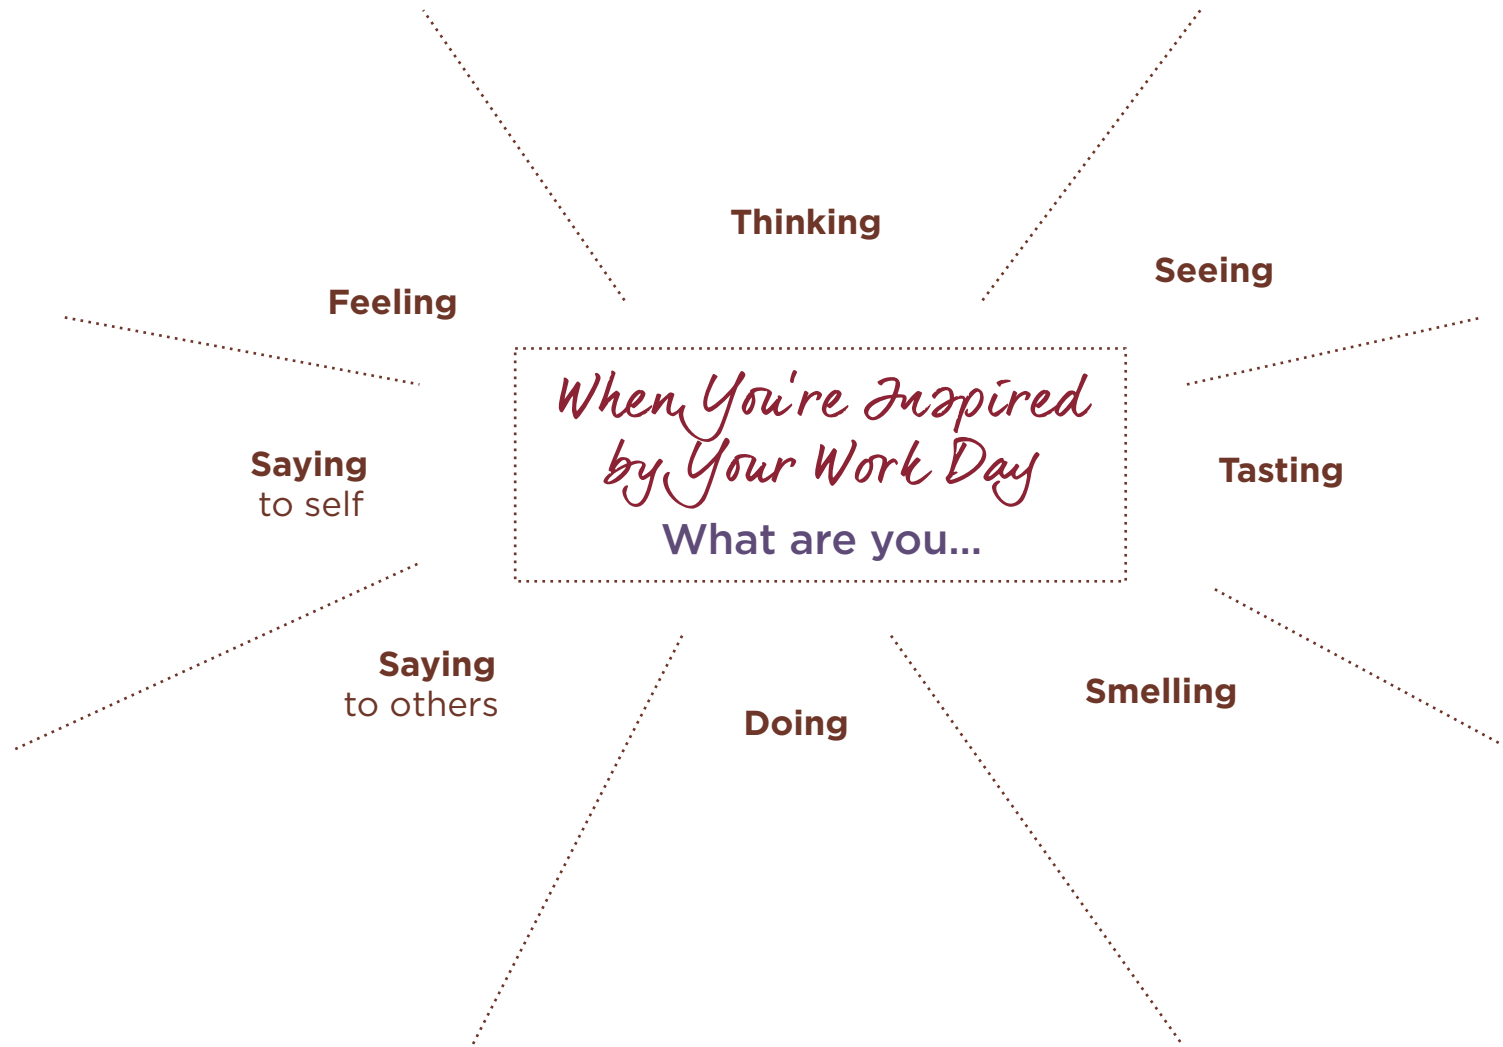 Thinking
Seeing
Feeling
When You're Inspired
by Your Work Day
What are you...
Saying
to self
Tasting
Saying
to others
Smelling
Doing